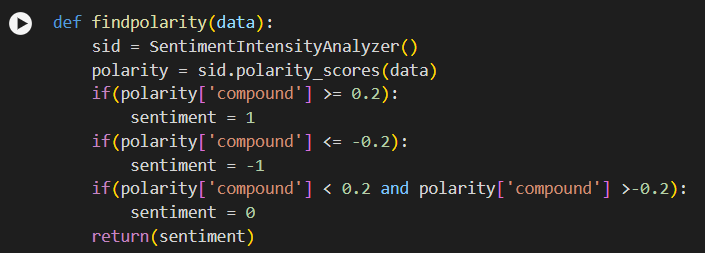 def findpolarity(data):
    sid = SentimentIntensityAnalyzer()
    polarity = sid.polarity_scores(data)
    if(polarity['compound'] >= 0.2):
        sentiment = 1
    if(polarity['compound'] <= -0.2):
        sentiment = -1
    if(polarity['compound'] < 0.2 and polarity['compound'] >-0.2):
        sentiment = 0
    return(sentiment)